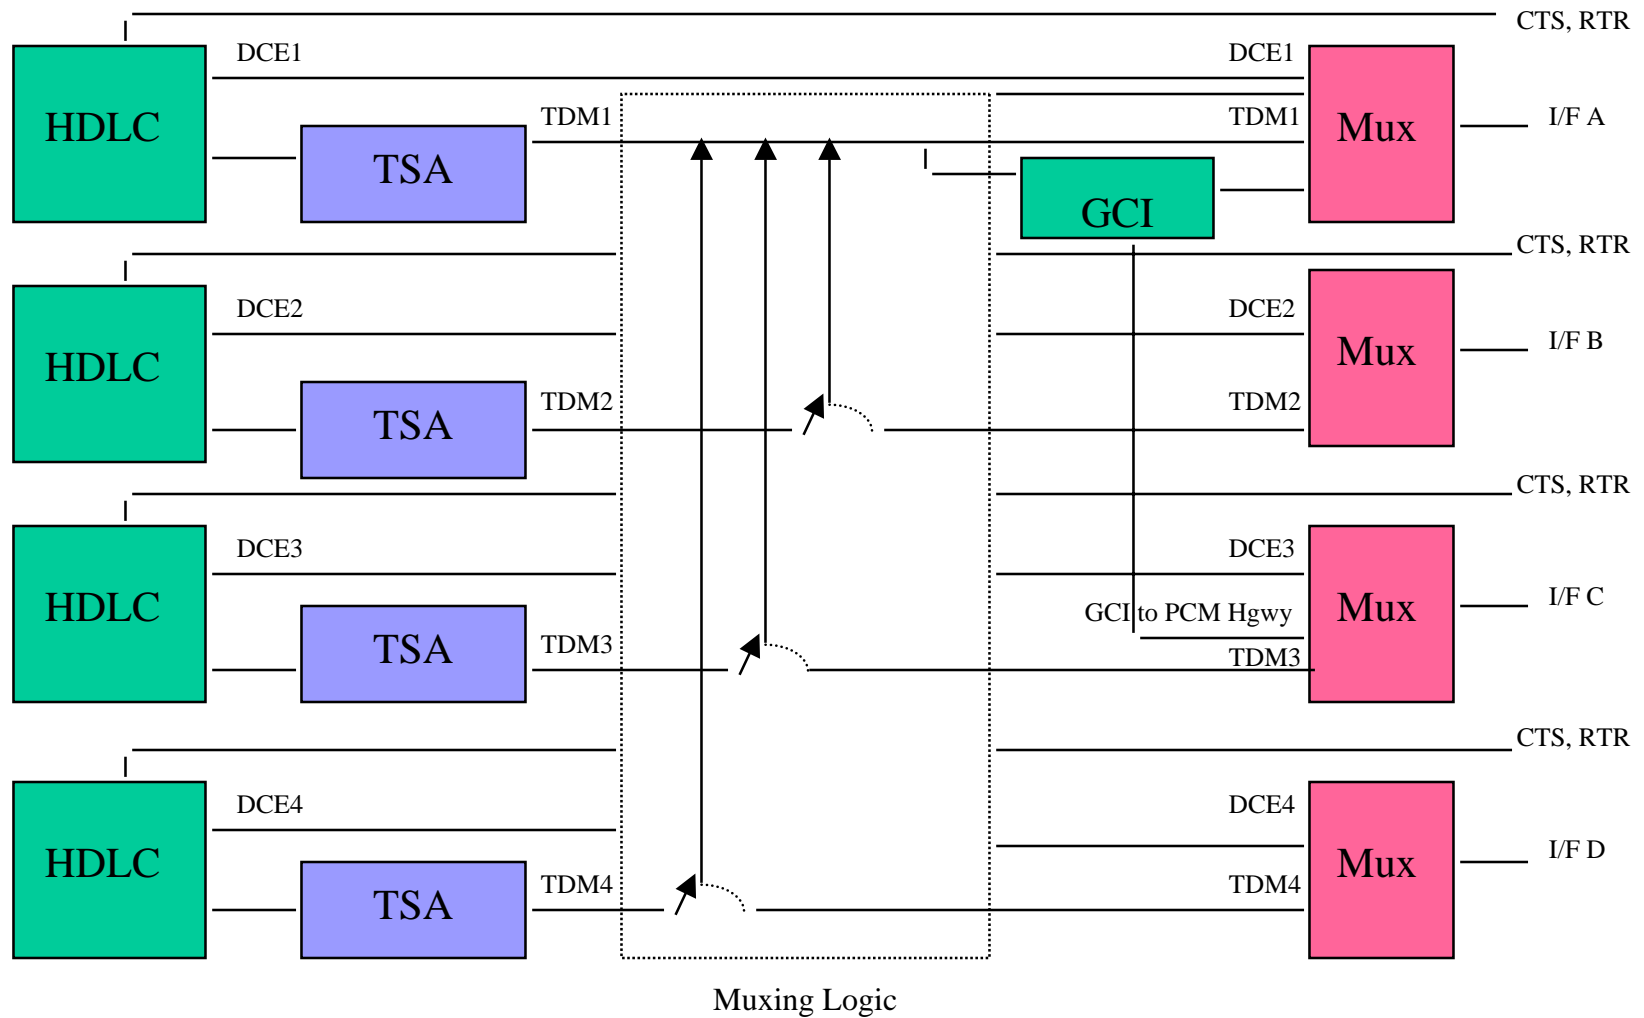 CTS, RTR
DCE1
DCE1
HDLC
TDM1
TDM1
Mux
I/F A
TSA
GCI
CTS, RTR
DCE2
DCE2
HDLC
Mux
I/F B
TSA
TDM2
TDM2
CTS, RTR
DCE3
DCE3
HDLC
GCI to PCM Hgwy
Mux
I/F C
TSA
TDM3
TDM3
CTS, RTR
DCE4
DCE4
HDLC
Mux
I/F D
TSA
TDM4
TDM4
Muxing Logic